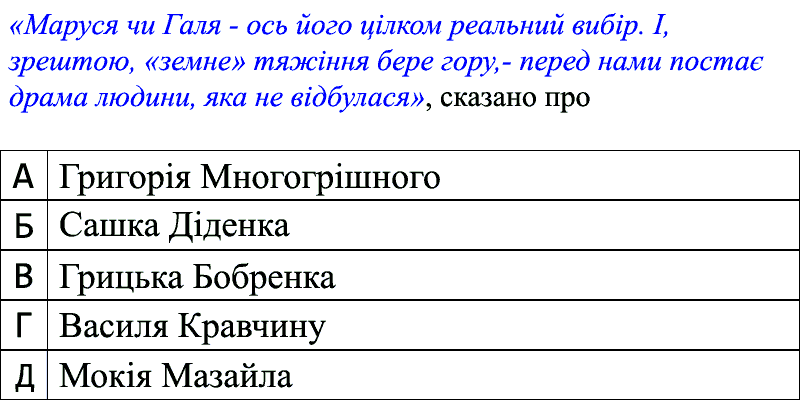 «Маруся чи Галя - ось його цілком реальний вибір. І,
зрештою, «земне» тяжіння бере гору,- перед нами постає
драма людини, яка не відбулася», сказано про
А Григорія Многогрішного
Б Сашка Діденка
В Грицька Бобренка
Г Василя Кравчину
Д Мокія Мазайла